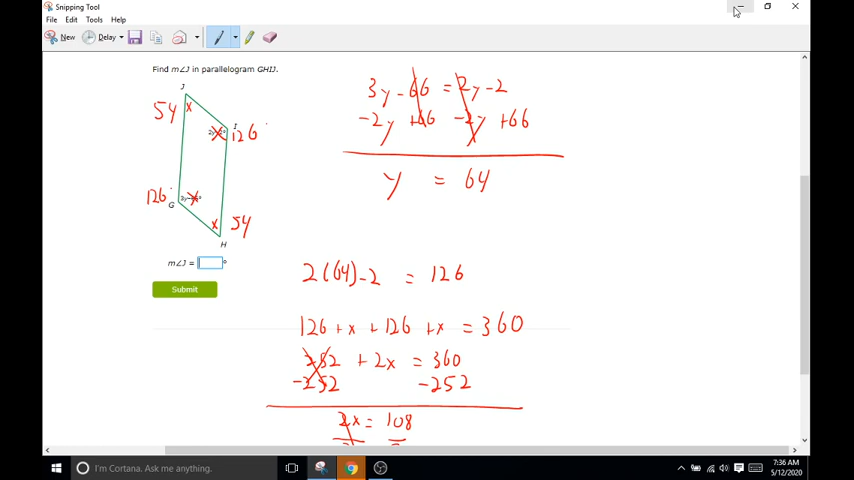 Snipping Tool
File Edit Tools Help
New Delay
Find m∠J in parallelogram GHIJ.
J
54 x
I
126
126°
G
x 54
H
m∠J = °
Submit
3y - 66 = 2y - 2
-2y +66 -2y +66
y = 64
2(64) - 2 = 126
126 + x + 126 + x = 360
252 + 2x = 360
-252 -252
2x = 108
I'm Cortana. Ask me anything.
7:36 AM
5/12/2020